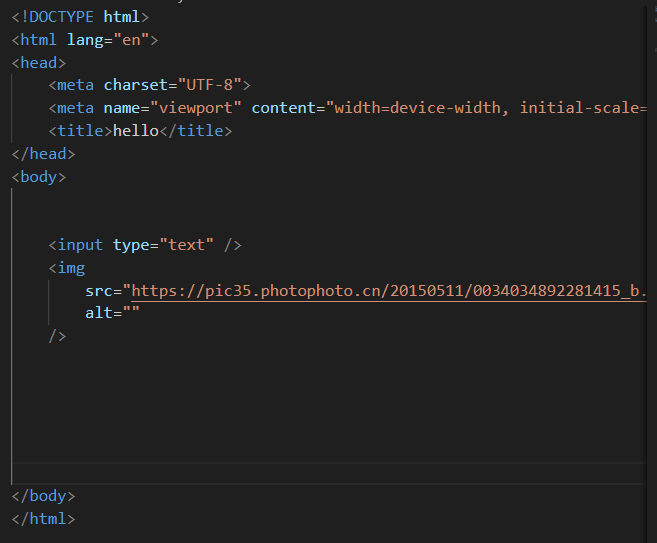 <!DOCTYPE html>
<html lang="en">
<head>
    <meta charset="UTF-8">
    <meta name="viewport" content="width=device-width, initial-scale=
    <title>hello</title>
</head>
<body>
    <input type="text" />
    <img
        src="https://pic35.photophoto.cn/20150511/0034034892281415_b.
        alt=""
    />
</body>
</html>